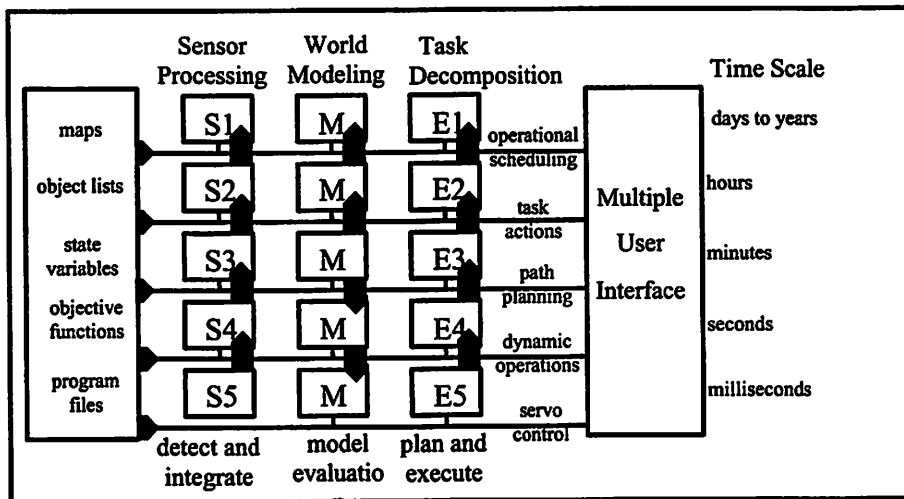 Sensor
Processing
World
Modeling
Task
Decomposition
Time Scale
maps
object lists
state
variables
objective
functions
program
files
S1
M
E1
operational
scheduling
S2
M
E2
task
actions
S3
M
E3
path
planning
S4
M
E4
dynamic
operations
S5
M
E5
servo
control
Multiple
User
Interface
days to years
hours
minutes
seconds
milliseconds
detect and
integrate
model
evaluatio
plan and
execute